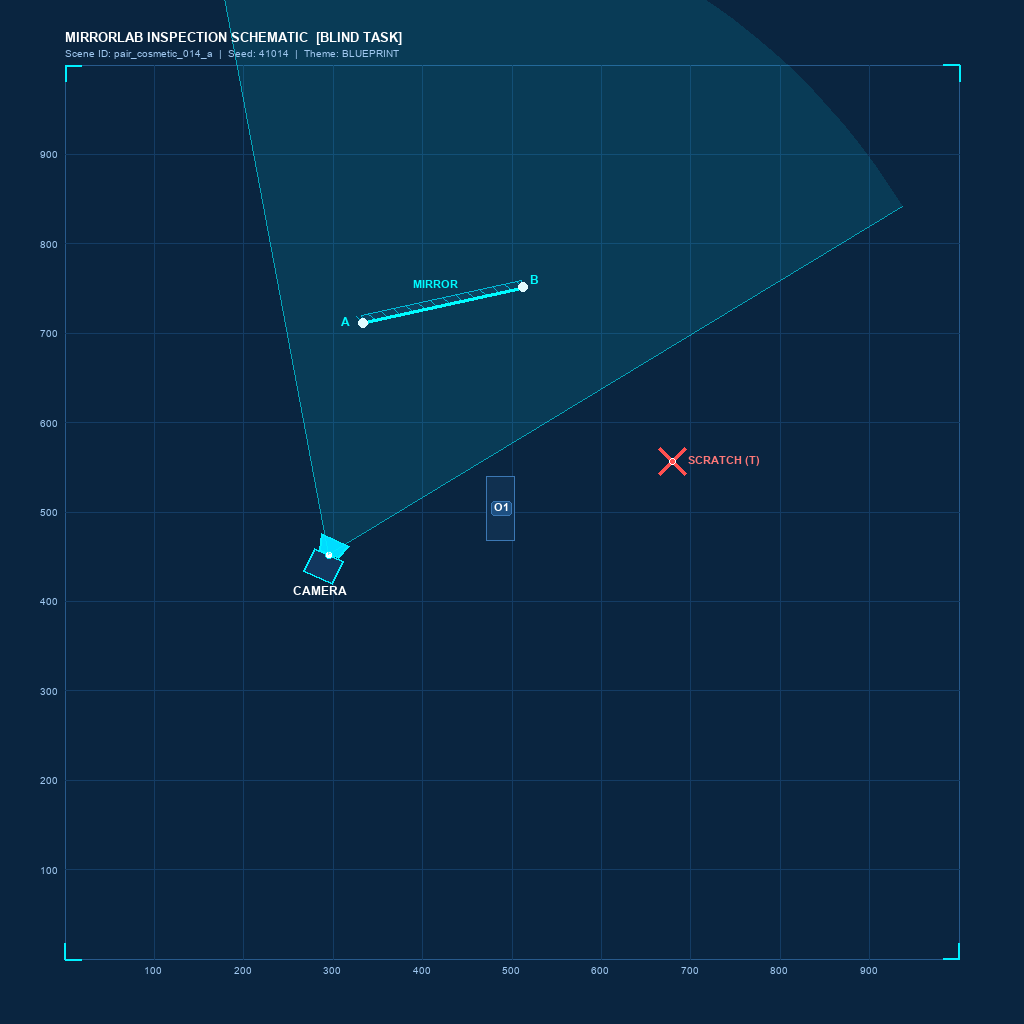 MIRRORLAB INSPECTION SCHEMATIC [BLIND TASK]
Scene ID: pair_cosmetic_014_a | Seed: 41014 | Theme: BLUEPRINT
900
800
B
MIRROR
A
700
600
SCRATCH (T)
500
O1
CAMERA
400
300
200
100
100 200 300 400 500 600 700 800 900